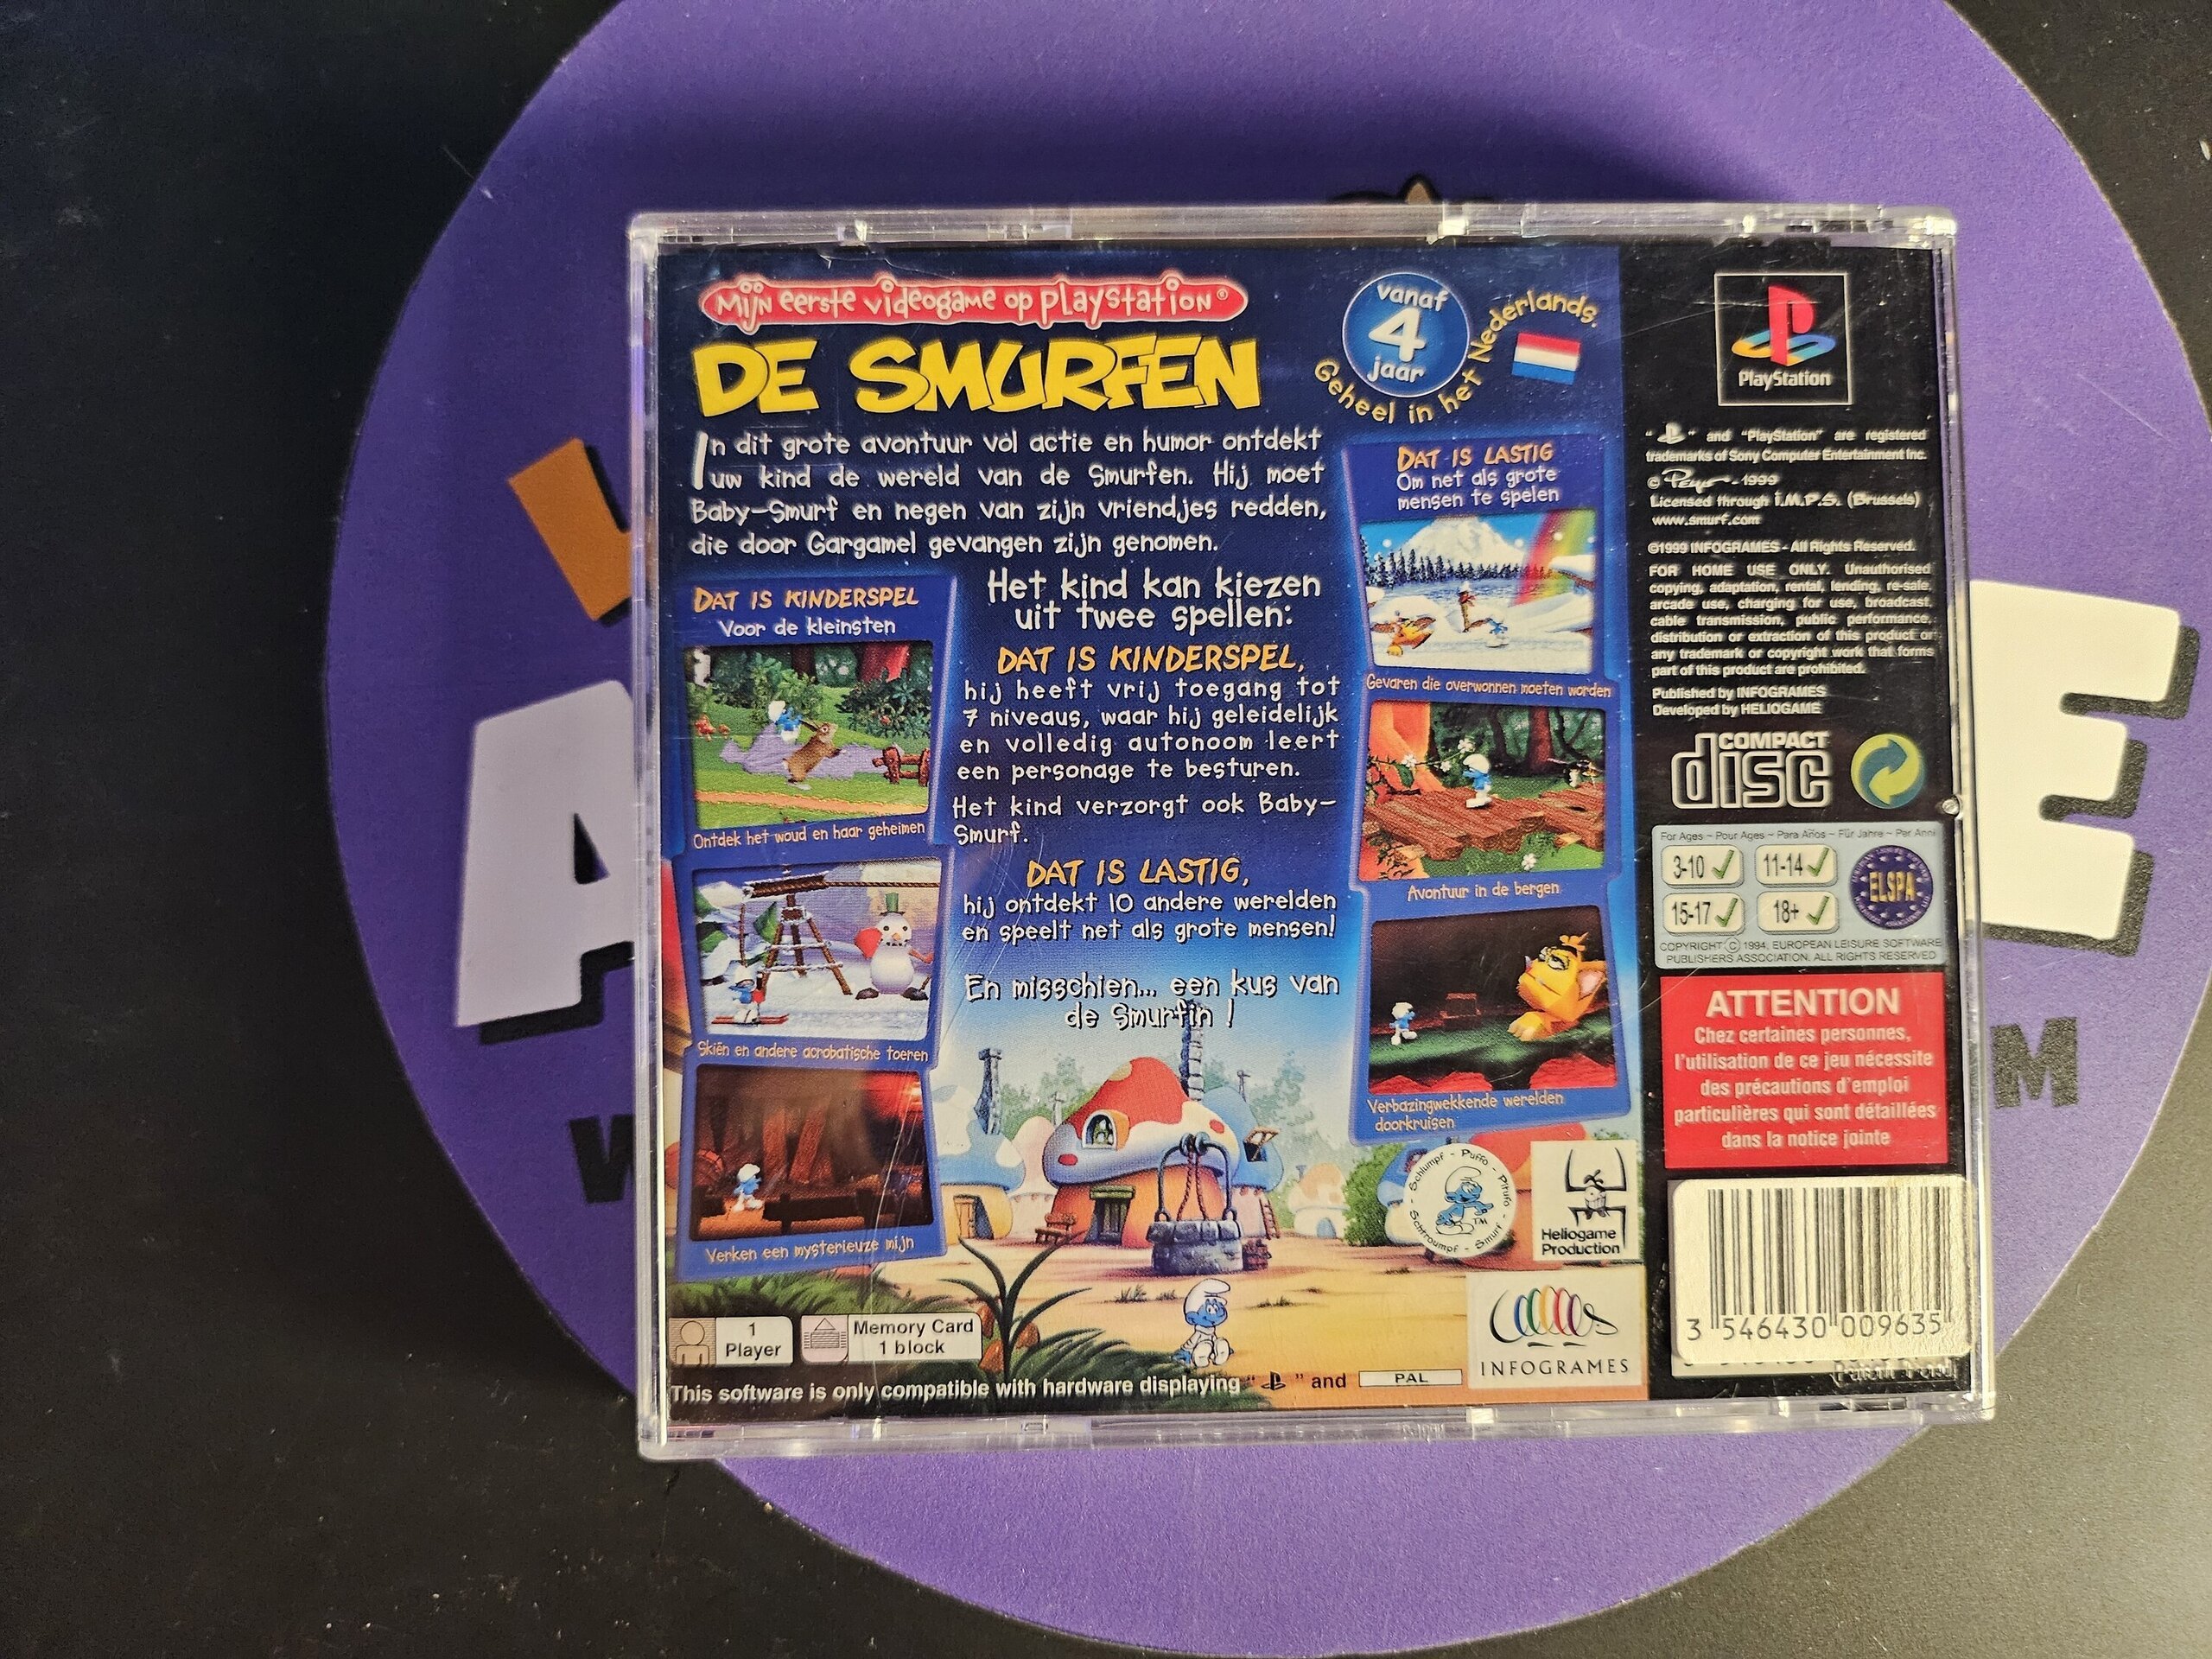 Mijn eerste videogame op playstation®
DE SMURFEN
vanaf
4
jaar
Geheel in het Nederlands.
In dit grote avontuur vol actie en humor ontdekt
uw kind de wereld van de Smurfen. Hij moet
Baby-Smurf en negen van zijn vriendjes redden,
die door Gargamel gevangen zijn genomen.
DAT IS KINDERSPEL
Voor de kleinsten
Ontdek het woud en haar geheimen
Skiën en andere acrobatische toeren
Verken een mysterieuze mijn
Het kind kan kiezen
uit twee spellen:
DAT IS KINDERSPEL,
hij heeft vrij toegang tot
7 niveaus, waar hij geleidelijk
en volledig autonoom leert
een personage te besturen.
Het kind verzorgt ook Baby-
Smurf.
DAT IS LASTIG,
hij ontdekt 10 andere werelden
en speelt net als grote mensen!
En misschien... een kus van
de Smurfin !
DAT IS LASTIG
Om net als grote
mensen te spelen
Gevaren die overwonnen moeten worden
Avontuur in de bergen
Verbazingwekkende werelden
doorkruisen
Schlumpf - Puffo - Pitufo - Smurf - Schtroumpf -
TM
Heliogame
Production
INFOGRAMES
1
Player
Memory Card
1 block
This software is only compatible with hardware displaying " " and PAL
PlayStation
" " and "PlayStation" are registered
trademarks of Sony Computer Entertainment Inc.
© Peyo - 1999
Licensed through I.M.P.S. (Brussels)
www.smurf.com
©1999 INFOGRAMES - All Rights Reserved.
FOR HOME USE ONLY. Unauthorised
copying, adaptation, rental, lending, re-sale,
arcade use, charging for use, broadcast,
cable transmission, public performance,
distribution or extraction of this product or
any trademark or copyright work that forms
part of this product are prohibited.
Published by INFOGRAMES
Developed by HELIOGAME
COMPACT
disc
For Ages ~ Pour Ages ~ Para Años ~ Für Jahre ~ Per Anni
3-10 ✓ 11-14 ✓
15-17 ✓ 18+ ✓
ELSPA
COPYRIGHT © 1994, EUROPEAN LEISURE SOFTWARE
PUBLISHERS ASSOCIATION. ALL RIGHTS RESERVED
ATTENTION
Chez certaines personnes,
l'utilisation de ce jeu nécessite
des précautions d'emploi
particulières qui sont détaillées
dans la notice jointe
3 546430 009635